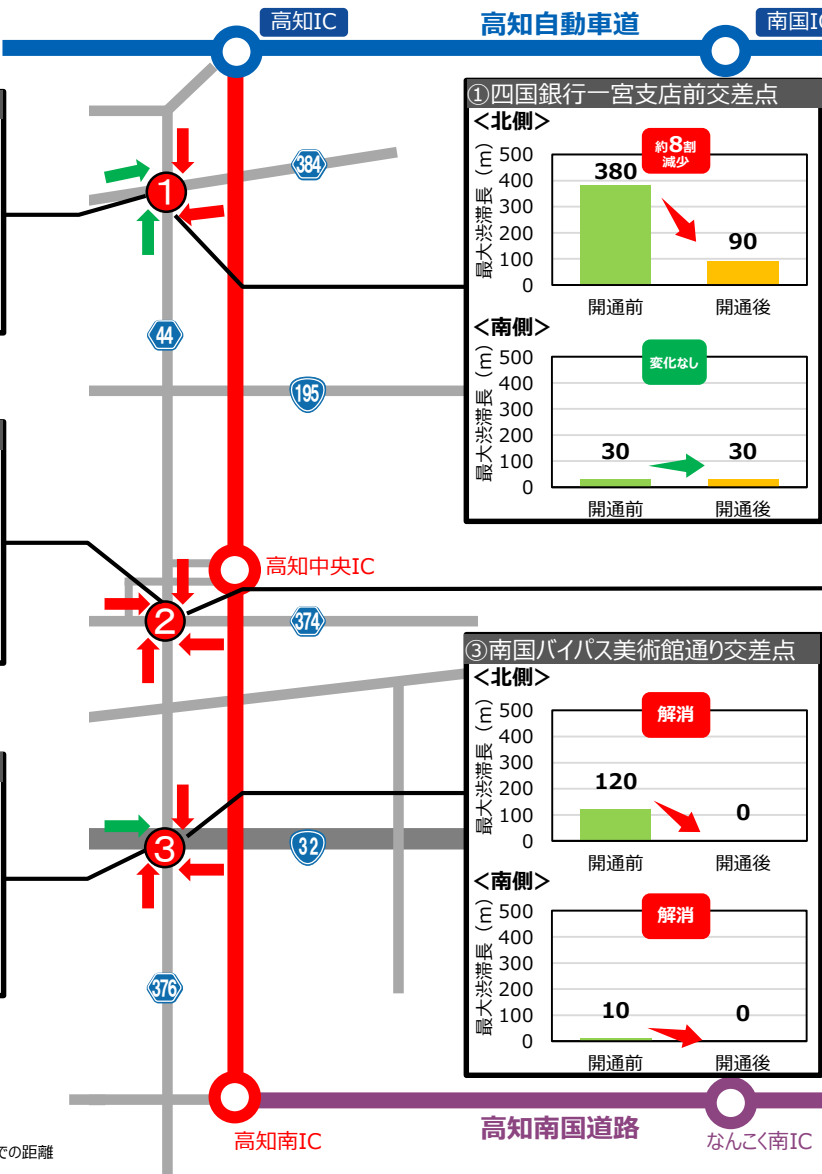 高知IC
高知自動車道
南国IC
①四国銀行一宮支店前交差点
<北側>
最大渋滞長（m）
500
400
300
200
100
0
約8割
減少
380
90
開通前
開通後
<南側>
最大渋滞長（m）
500
400
300
200
100
0
変化なし
30
30
開通前
開通後
384
1
44
195
高知中央IC
2
374
③南国バイパス美術館通り交差点
<北側>
最大渋滞長（m）
500
400
300
200
100
0
解消
120
0
開通前
開通後
<南側>
最大渋滞長（m）
500
400
300
200
100
0
解消
10
0
開通前
開通後
3
32
376
高知南IC
高知南国道路
なんこく南IC
での距離